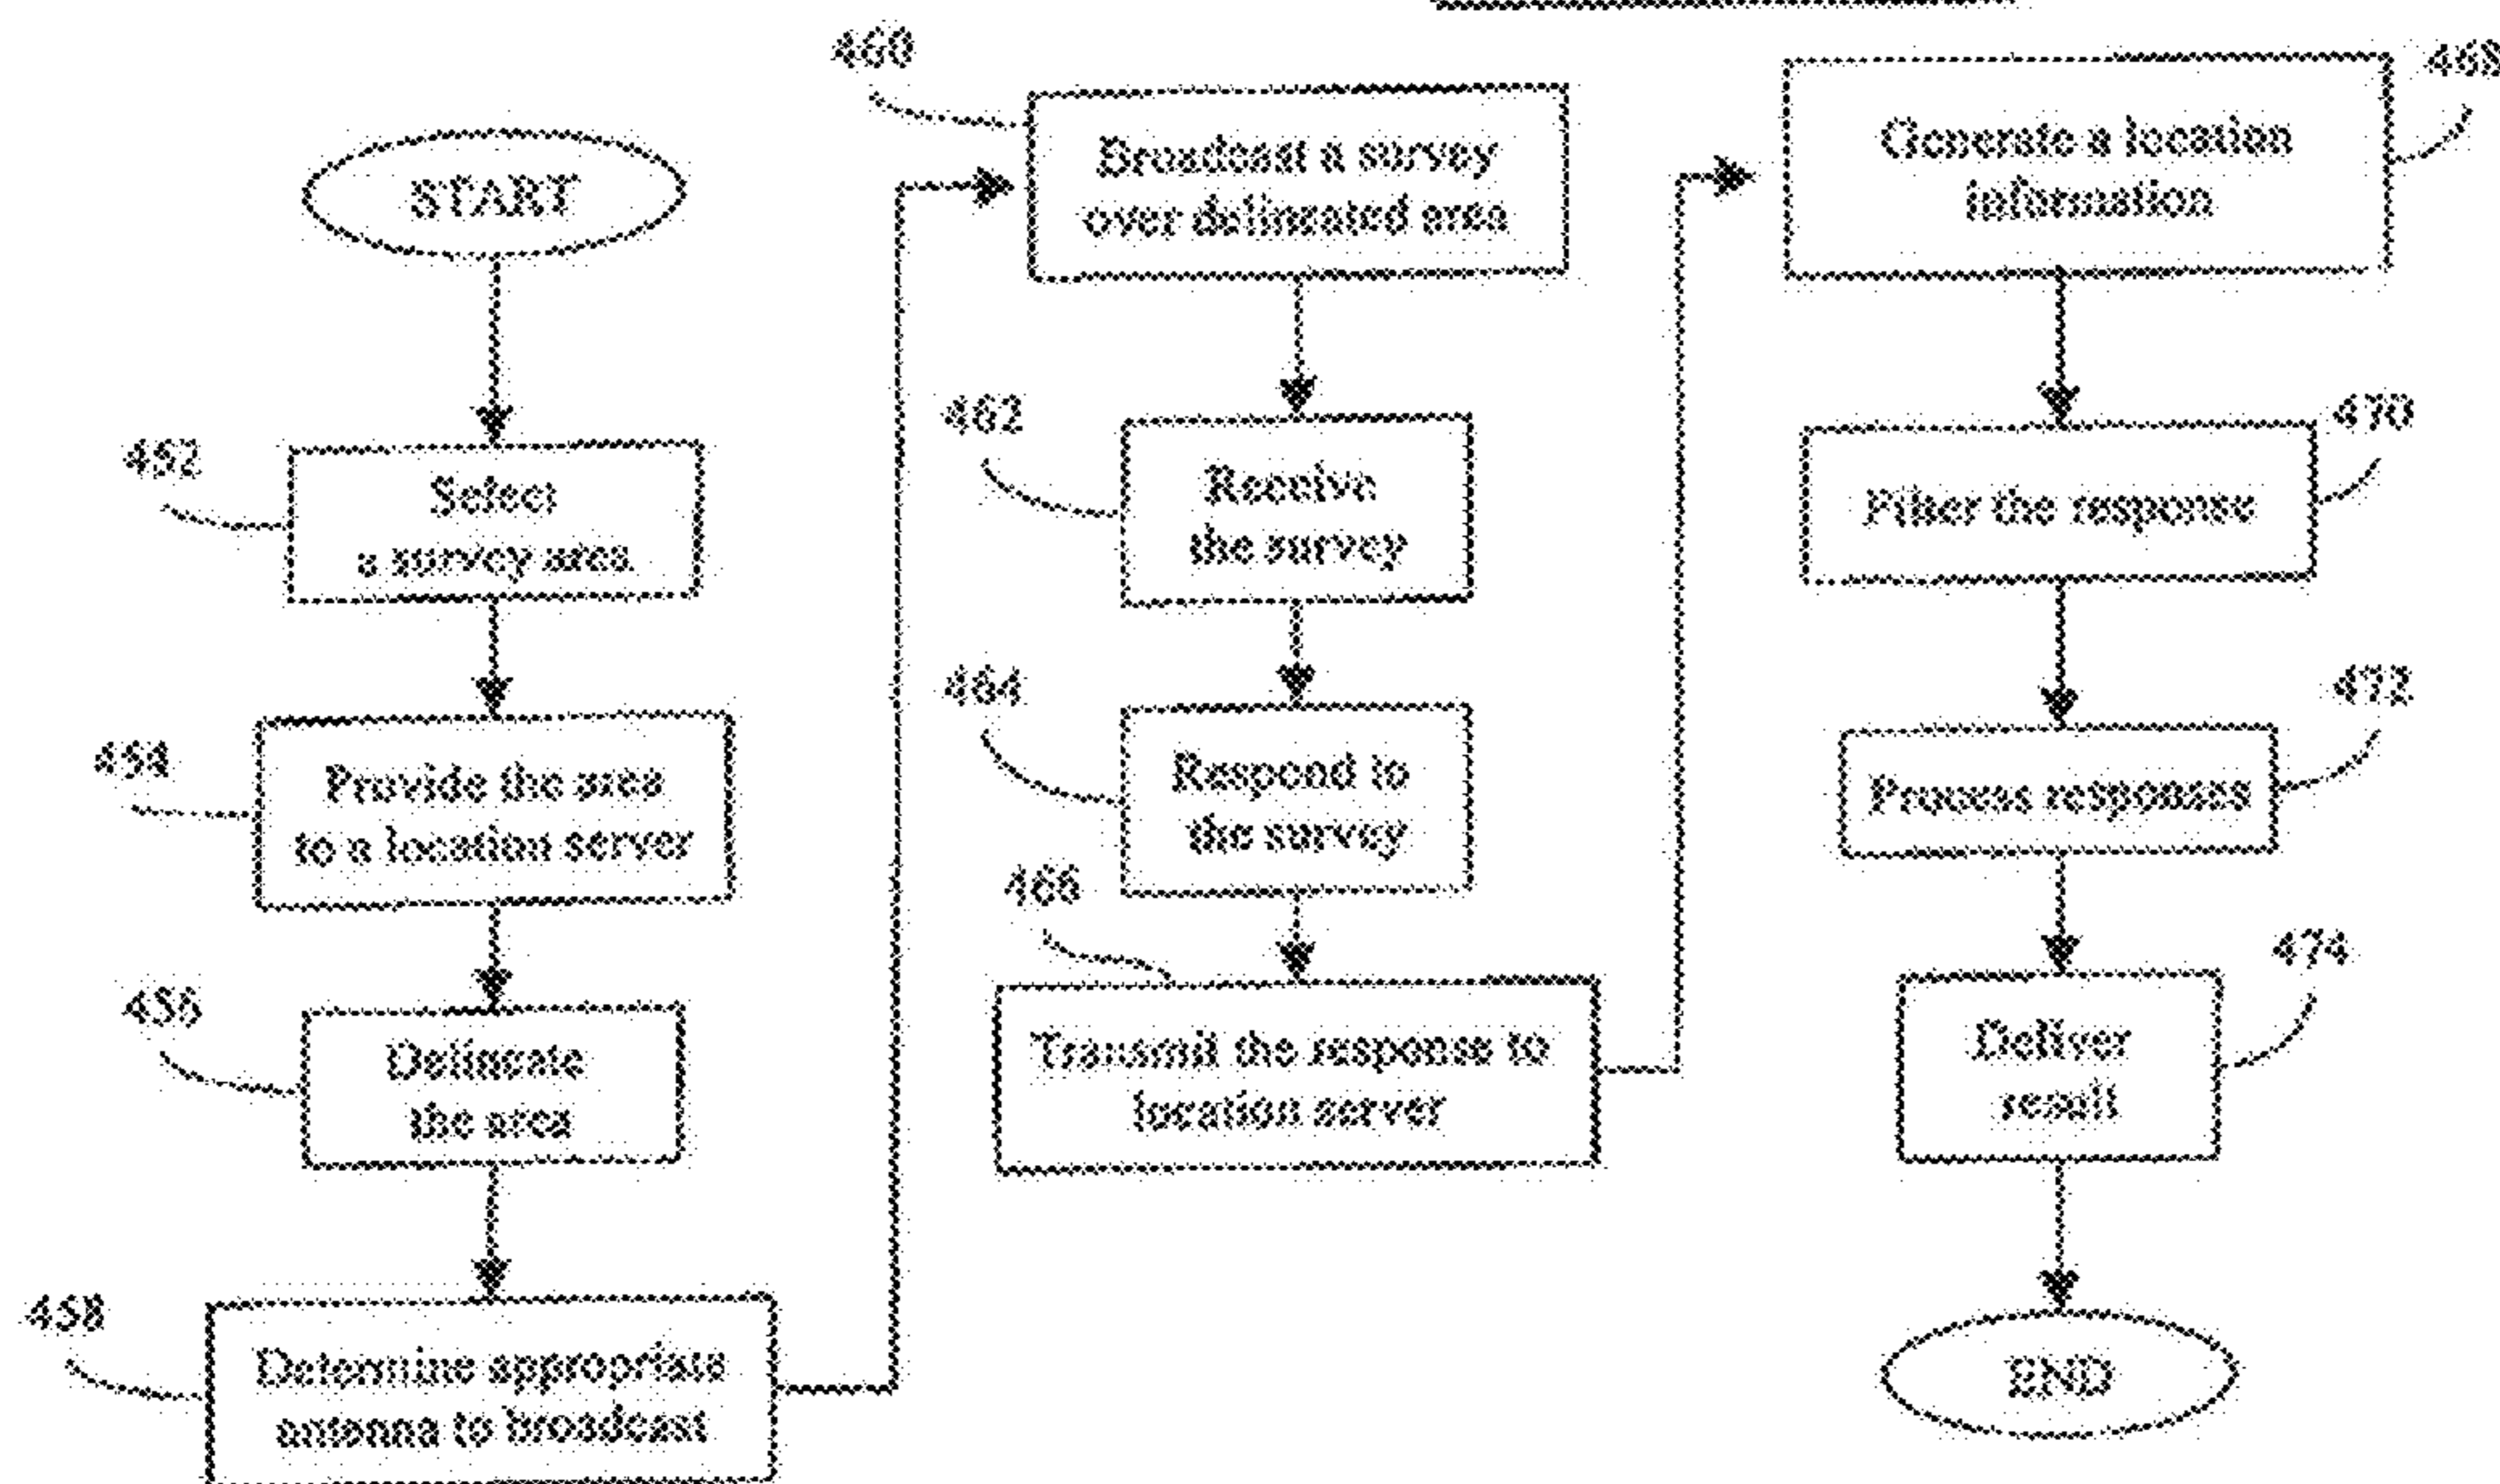 START
452
Select
a survey area
454
Provide the area
to a location server
456
Delineate
the area
458
Determine appropriate
antenna to broadcast
460
Broadcast a survey
over delineated area
462
Receive
the survey
464
Respond to
the survey
466
Transmit the response to
location server
468
Generate a location
information
470
Filter the response
472
Process responses
474
Deliver
result
END